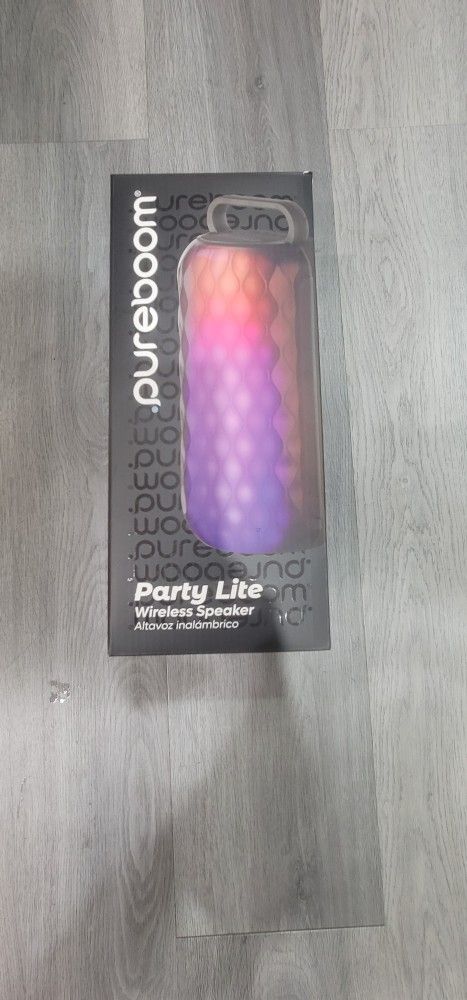 pureboom®
Party Lite
Wireless Speaker
Altavoz inalámbrico